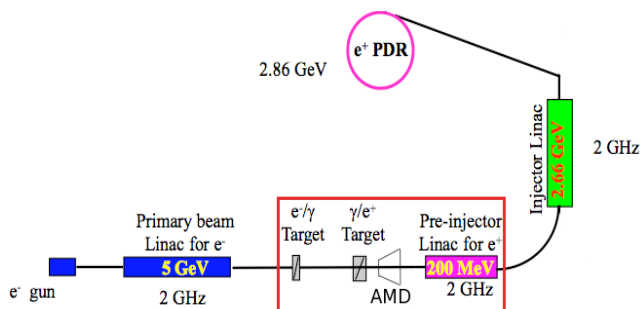 e⁺ PDR
2.86 GeV
Injector Linac
2.66 GeV
2 GHz
e⁻/γ
Target
γ/e⁺
Target
Primary beam
Linac for e⁻
Pre-injector
Linac for e⁺
5 GeV
200 MeV
e⁻ gun
2 GHz
AMD
2 GHz